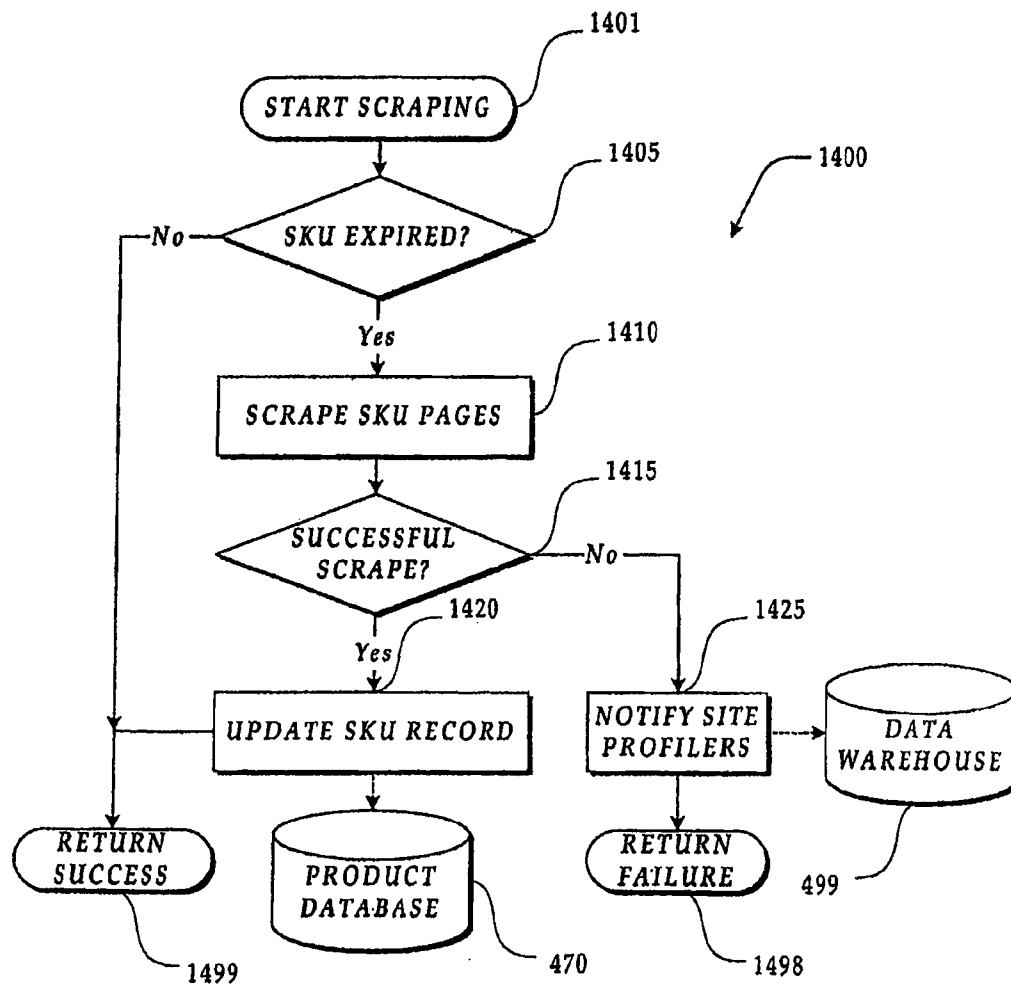 1401
START SCRAPING
1405
1400
SKU EXPIRED?
No
Yes
1410
SCRAPE SKU PAGES
1415
SUCCESSFUL
SCRAPE?
No
1420
1425
Yes
UPDATE SKU RECORD
NOTIFY SITE
PROFILERS
DATA
WAREHOUSE
RETURN
SUCCESS
PRODUCT
DATABASE
RETURN
FAILURE
499
1499
470
1498